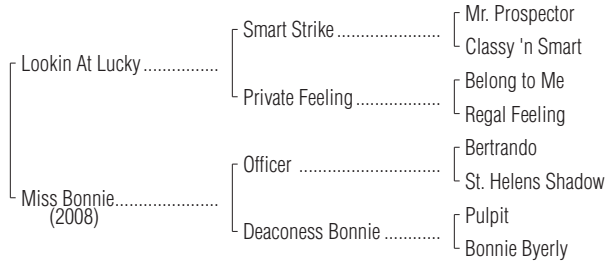 Mr. Prospector
Smart Strike ..................
Classy 'n Smart
Lookin At Lucky ................
Belong to Me
Private Feeling ...................
Regal Feeling
Bertrando
Officer ..........................
St. Helens Shadow
Miss Bonnie.....................
(2008)
Pulpit
Deaconess Bonnie ............
Bonnie Byerly